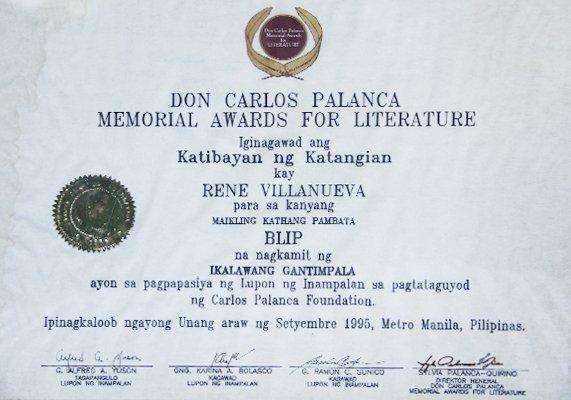 Don Carlos Palanca
Memorial Awards
for
LITERATURE
DON CARLOS PALANCA
MEMORIAL AWARDS FOR LITERATURE
Iginagawad ang
Katibayan ng Katangian
kay
RENE VILLANUEVA
para sa kanyang
MAIKLING KATHANG PAMBATA
BLIP
na nagkamit ng
IKALAWANG GANTIMPALA
ayon sa pagpapasiya ng Lupon ng Inampalan sa pagtataguyod
ng Carlos Palanca Foundation.
Ipinagkaloob ngayong Unang araw ng Setyembre 1995, Metro Manila, Pilipinas.
G. ALFRED A. YUSON
TAGAPANGULO
LUPON NG INAMPALAN
GNG. KARINA A. BOLASCO
KAGAWAD
LUPON NG INAMPALAN
G. RAMON C. SUNICO
KAGAWAD
LUPON NG INAMPALAN
SYLVIA PALANCA-QUIRINO
DIREKTOR HENERAL
DON CARLOS PALANCA
MEMORIAL AWARDS FOR LITERATURE